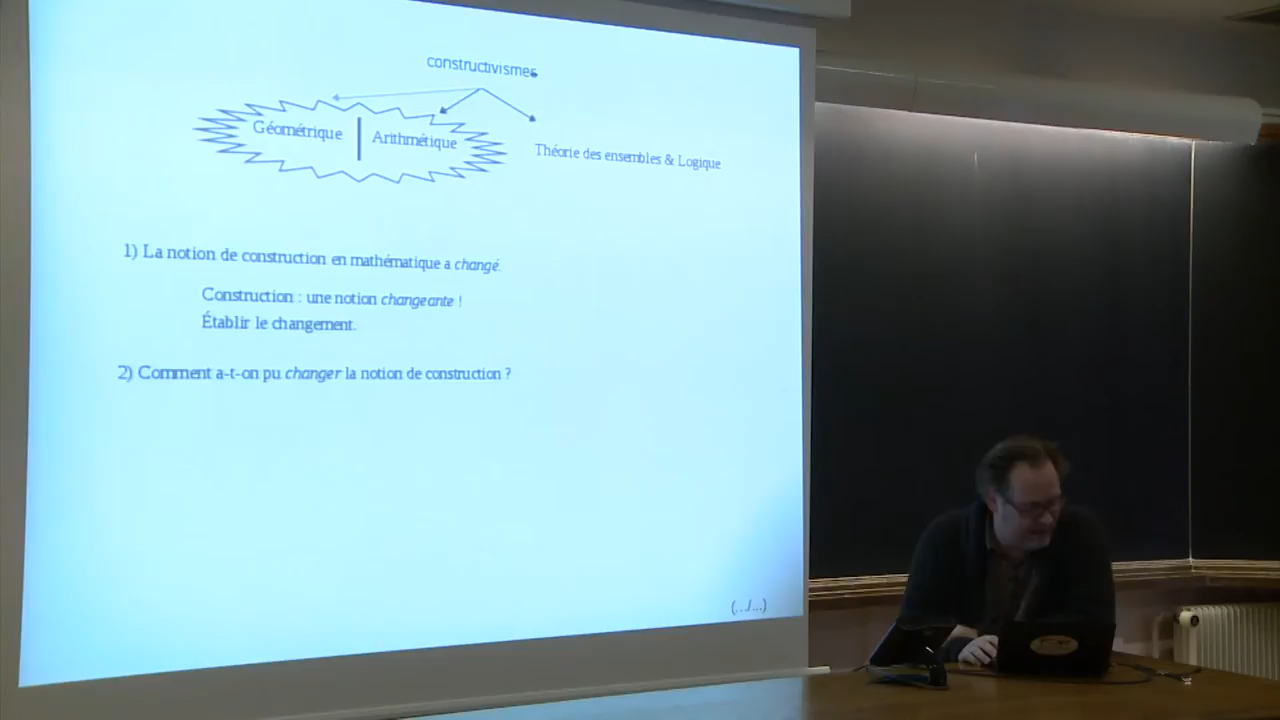 constructivismes
Géométrique | Arithmétique
Théorie des ensembles & Logique
1) La notion de construction en mathématique a changé.
Construction : une notion changeante !
Établir le changement.
2) Comment a-t-on pu changer la notion de construction ?
(.../...)